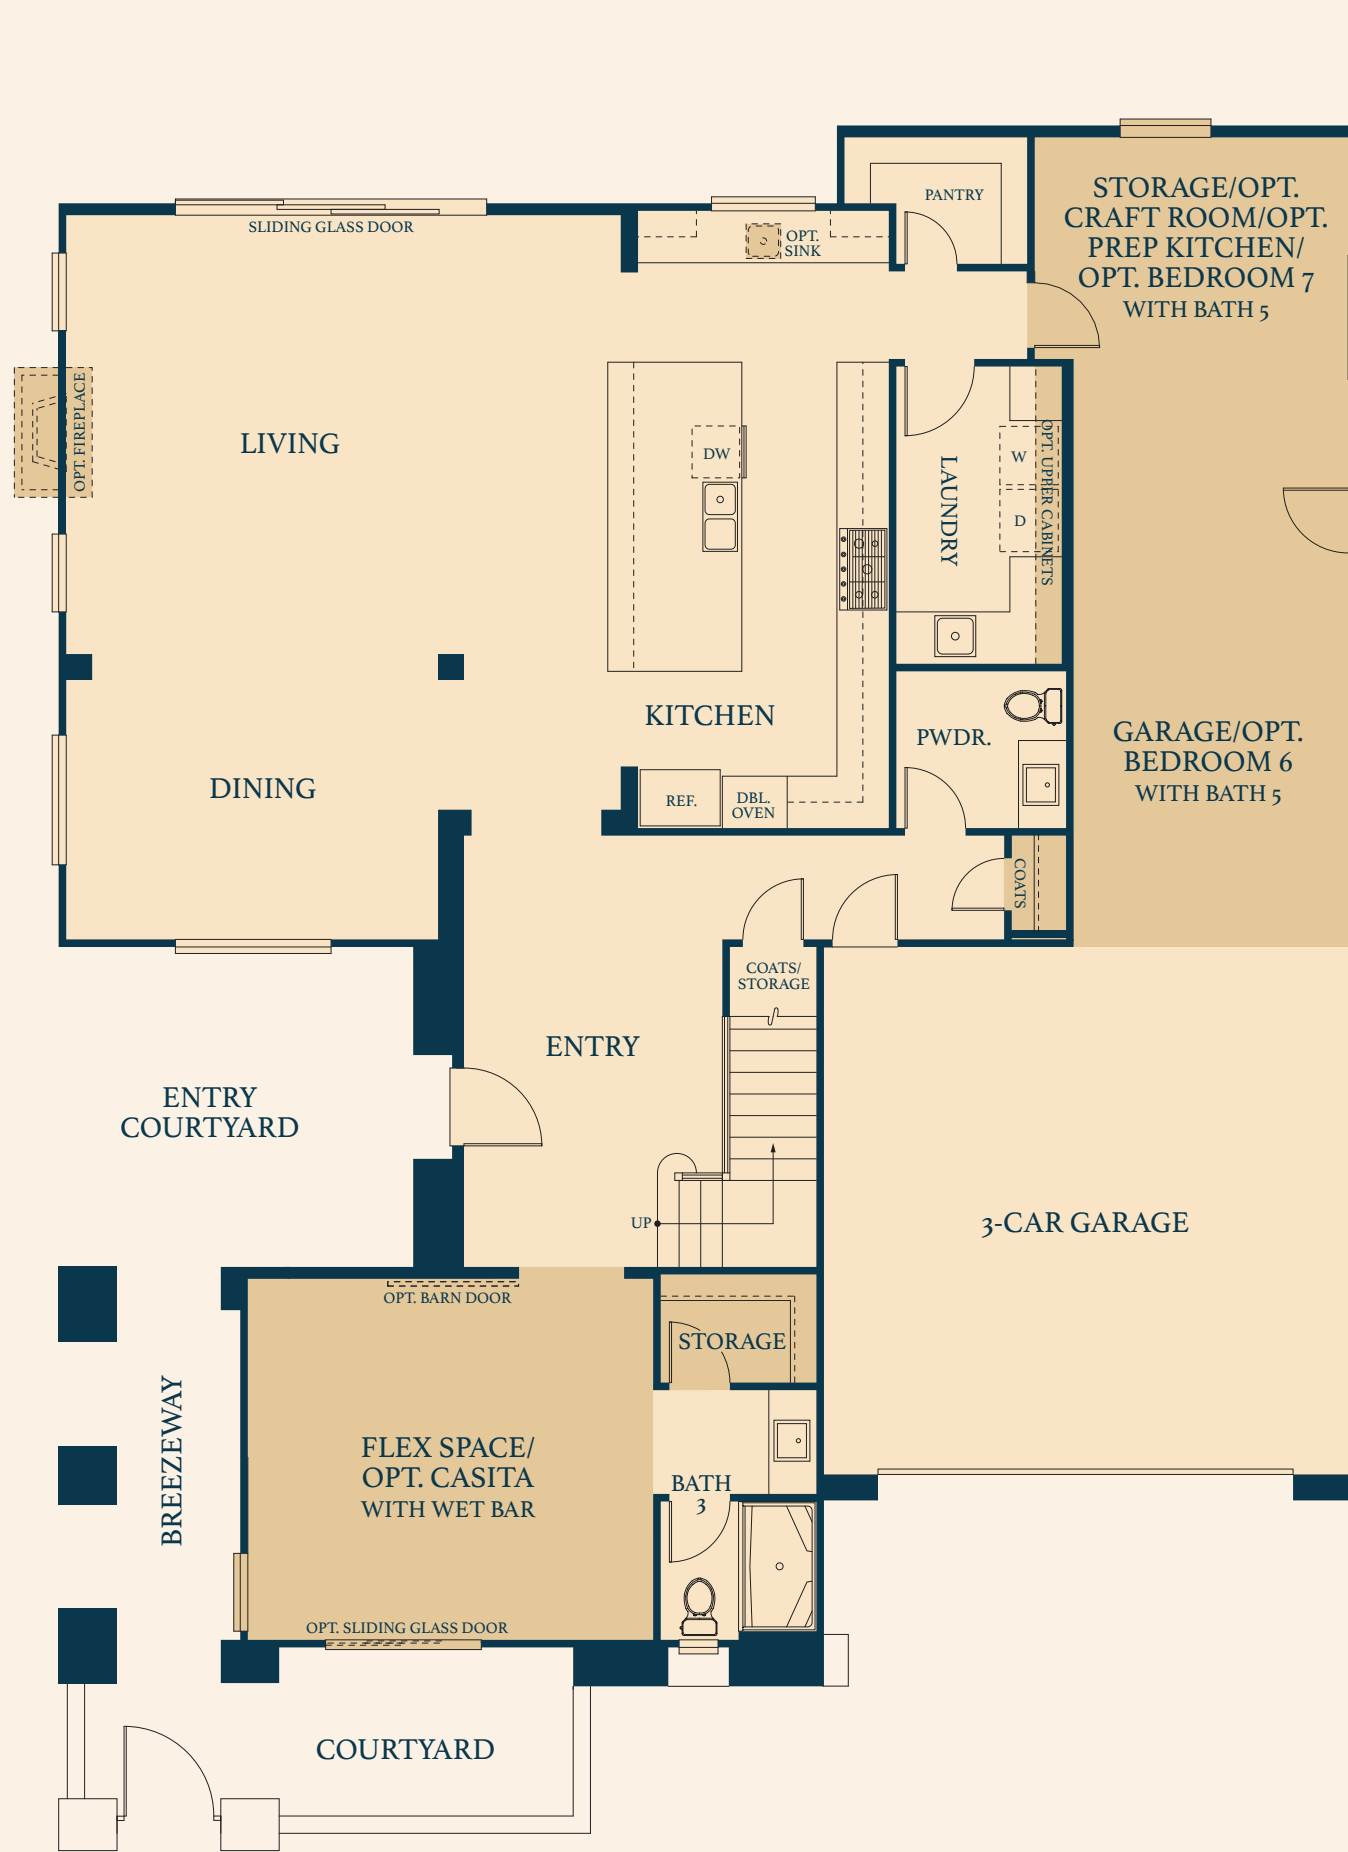 PANTRY
STORAGE/OPT.
CRAFT ROOM/OPT.
PREP KITCHEN/
OPT. BEDROOM 7
WITH BATH 5
SLIDING GLASS DOOR
OPT.
SINK
OPT. FIREPLACE
LIVING
DW
LAUNDRY
W
D
OPT. UPPER CABINETS
KITCHEN
PWDR.
GARAGE/OPT.
BEDROOM 6
WITH BATH 5
DINING
REF.
DBL.
OVEN
COATS
COATS/
STORAGE
ENTRY
ENTRY
COURTYARD
UP
3-CAR GARAGE
OPT. BARN DOOR
STORAGE
BREEZEWAY
FLEX SPACE/
OPT. CASITA
WITH WET BAR
BATH
3
OPT. SLIDING GLASS DOOR
COURTYARD